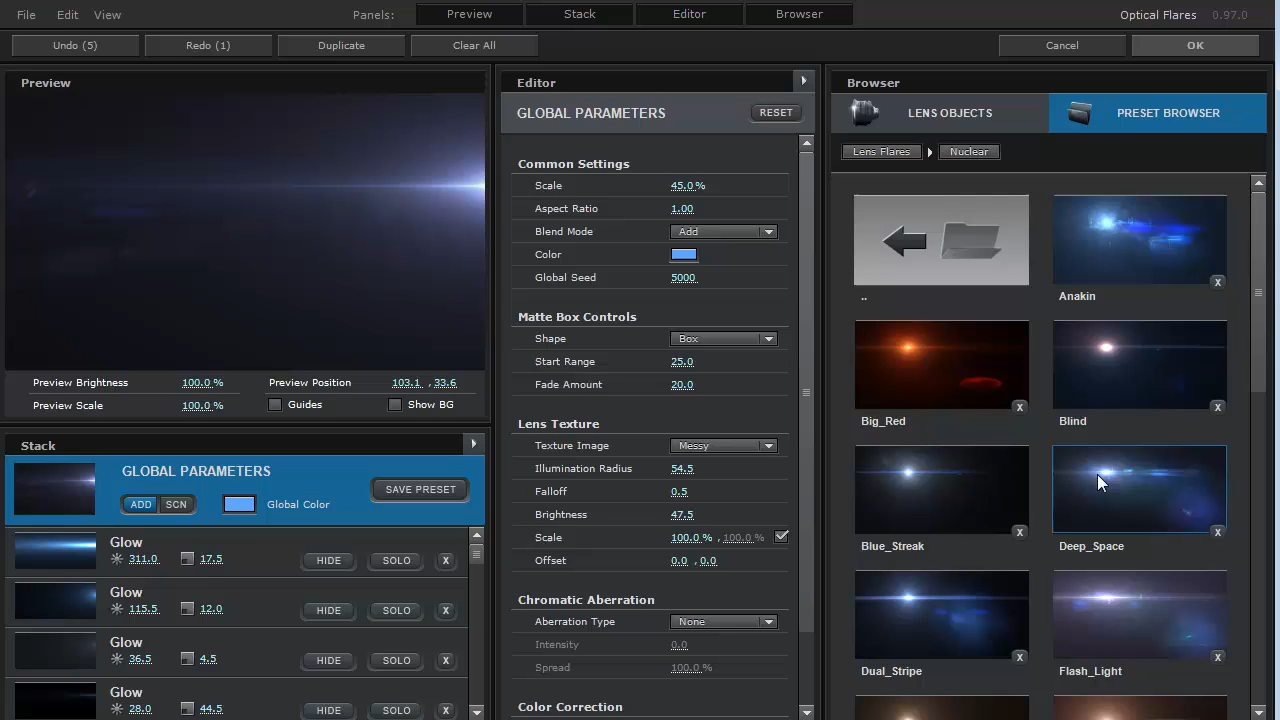 File Edit View Panels: Preview Stack Editor Browser Optical Flares 0.97.0
Undo (5) Redo (1) Duplicate Clear All Cancel OK
Preview
Preview Brightness 100.0 % Preview Position 103.1 , 33.6
Preview Scale 100.0 % Guides Show BG
Stack
GLOBAL PARAMETERS
ADD SCN Global Color SAVE PRESET
Glow
311.0 17.5 HIDE SOLO X
Glow
115.5 12.0 HIDE SOLO X
Glow
36.5 4.5 HIDE SOLO X
Glow
28.0 44.5 HIDE SOLO X
Editor
GLOBAL PARAMETERS RESET
Common Settings
Scale 45.0 %
Aspect Ratio 1.00
Blend Mode Add
Color
Global Seed 5000
Matte Box Controls
Shape Box
Start Range 25.0
Fade Amount 20.0
Lens Texture
Texture Image Messy
Illumination Radius 54.5
Falloff 0.5
Brightness 47.5
Scale 100.0 % , 100.0 %
Offset 0.0 , 0.0
Chromatic Aberration
Aberration Type None
Intensity 0.0
Spread 100.0 %
Color Correction
Browser
LENS OBJECTS PRESET BROWSER
Lens Flares Nuclear
X
.. Anakin
X X
Big_Red Blind
X X
Blue_Streak Deep_Space
X X
Dual_Stripe Flash_Light